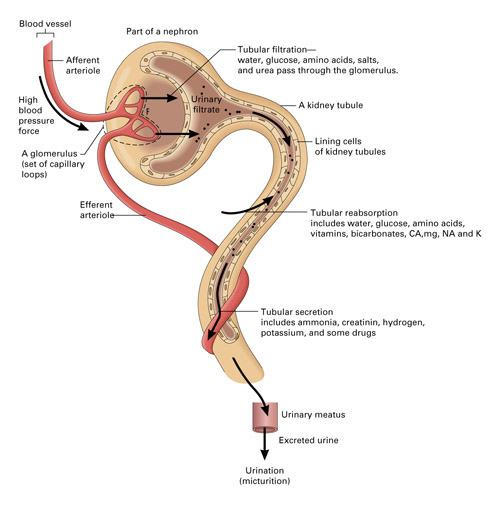 Blood vessel
Part of a nephron
Afferent
arteriole
Tubular filtration—
water, glucose, amino acids, salts,
and urea pass through the glomerulus.
High
blood
pressure
force
Urinary
filtrate
F
A kidney tubule
Lining cells
of kidney tubules
A glomerulus
(set of capillary
loops)
Efferent
arteriole
Tubular reabsorption
includes water, glucose, amino acids,
vitamins, bicarbonates, CA,mg, NA and K
Tubular secretion
includes ammonia, creatinin, hydrogen,
potassium, and some drugs
Urinary meatus
Excreted urine
Urination
(micturition)